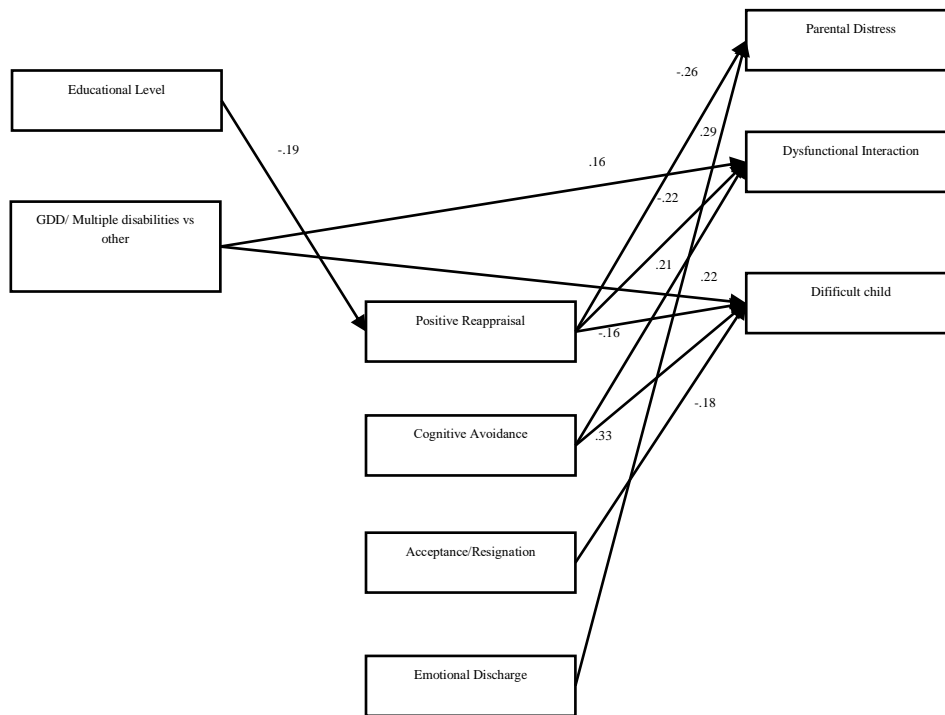 Parental Distress
-.26
Educational Level
.29
-.19
Dysfunctional Interaction
.16
-.22
GDD/ Multiple disabilities vs
other
.21
.22
Difificult child
Positive Reappraisal
-.16
-.18
Cognitive Avoidance
.33
Acceptance/Resignation
Emotional Discharge